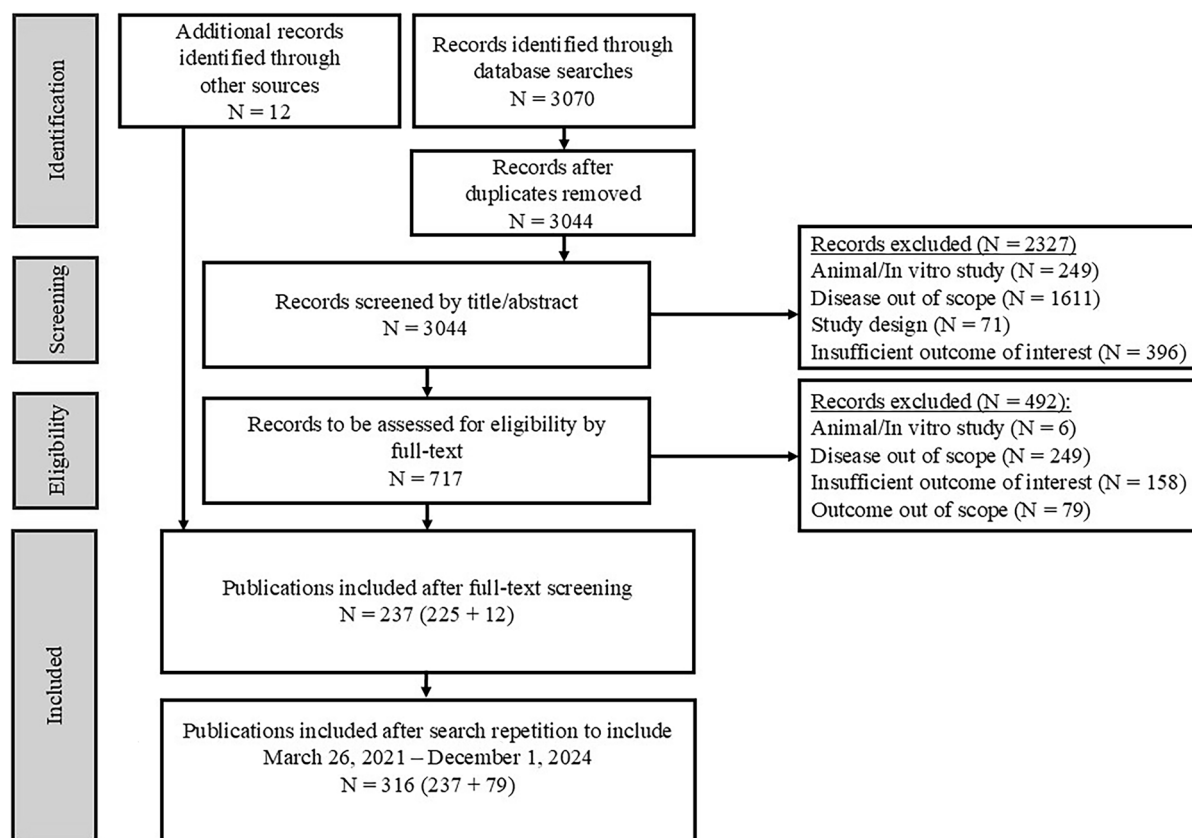 Identification
Additional records
identified through
other sources
N = 12
Records identified through
database searches
N = 3070
Records after
duplicates removed
N = 3044
Screening
Records screened by title/abstract
N = 3044
Records excluded (N = 2327)
Animal/In vitro study (N = 249)
Disease out of scope (N = 1611)
Study design (N = 71)
Insufficient outcome of interest (N = 396)
Eligibility
Records to be assessed for eligibility by
full-text
N = 717
Records excluded (N = 492):
Animal/In vitro study (N = 6)
Disease out of scope (N = 249)
Insufficient outcome of interest (N = 158)
Outcome out of scope (N = 79)
Included
Publications included after full-text screening
N = 237 (225 + 12)
Publications included after search repetition to include
March 26, 2021 – December 1, 2024
N = 316 (237 + 79)